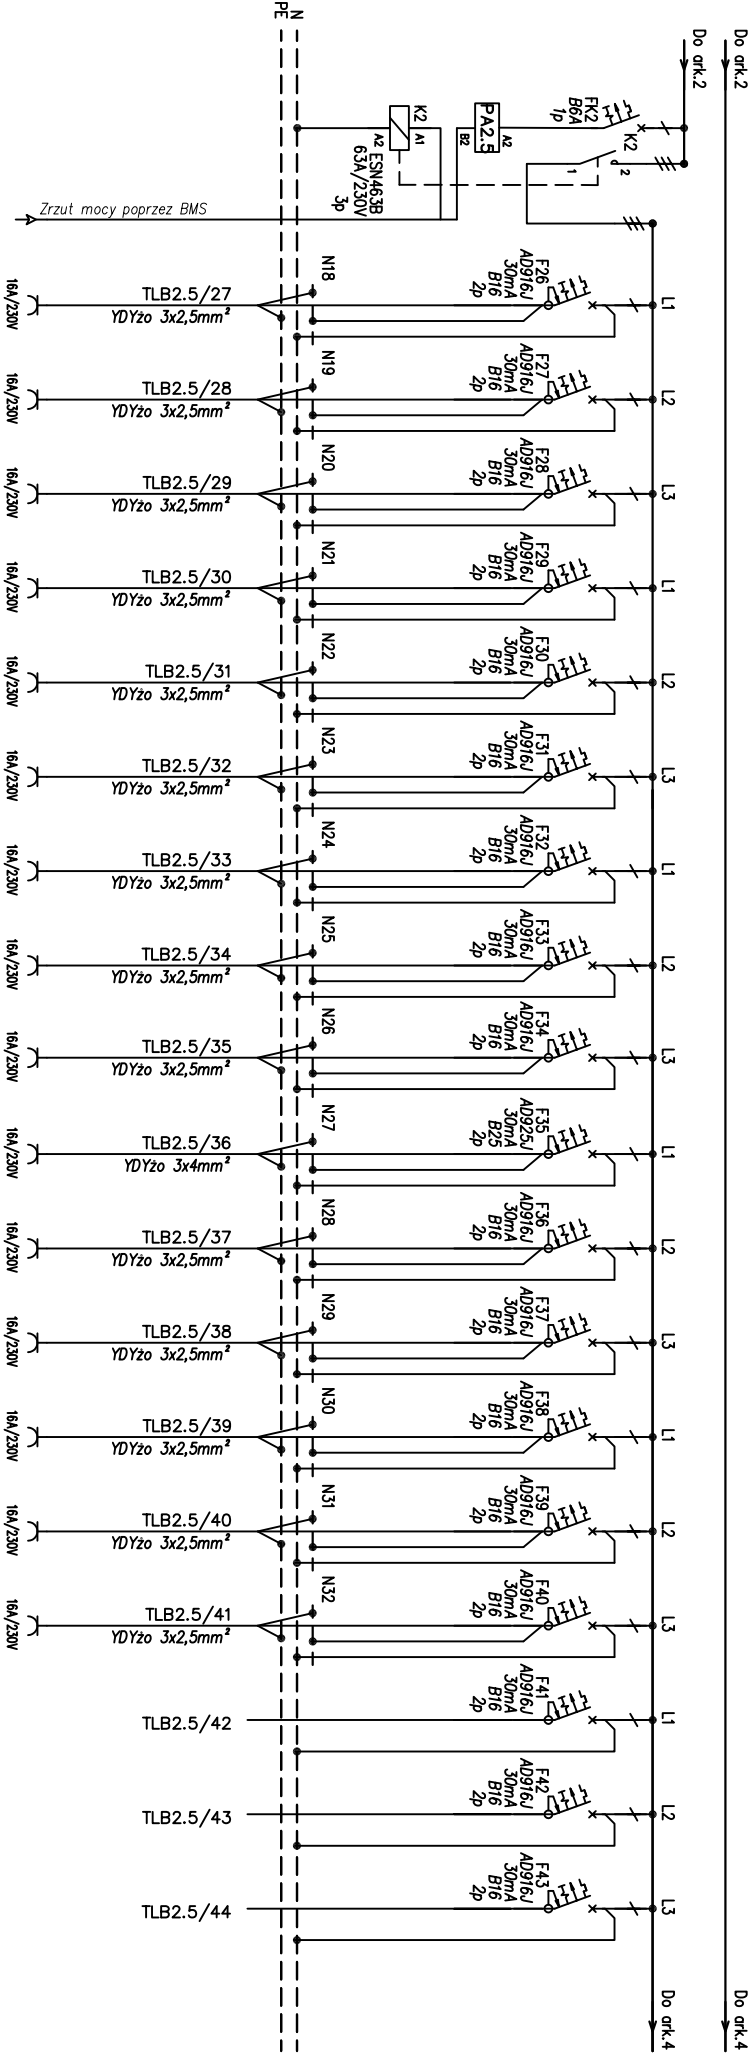 Do ark.2
Do ark.2
FK2
B6A
1p
K2
2
1
PA2.5
A2
B2
K2
A1
A2
ESN463B
63A/230V
3p
N
PE
Zrzut mocy poprzez BMS
L1
F26
AD916J
30mA
B16
2p
N18
TLB2.5/27
YDYżo 3x2,5mm²
16A/230V
L2
F27
AD916J
30mA
B16
2p
N19
TLB2.5/28
YDYżo 3x2,5mm²
16A/230V
L3
F28
AD916J
30mA
B16
2p
N20
TLB2.5/29
YDYżo 3x2,5mm²
16A/230V
L1
F29
AD916J
30mA
B16
2p
N21
TLB2.5/30
YDYżo 3x2,5mm²
16A/230V
L2
F30
AD916J
30mA
B16
2p
N22
TLB2.5/31
YDYżo 3x2,5mm²
16A/230V
L3
F31
AD916J
30mA
B16
2p
N23
TLB2.5/32
YDYżo 3x2,5mm²
16A/230V
L1
F32
AD916J
30mA
B16
2p
N24
TLB2.5/33
YDYżo 3x2,5mm²
16A/230V
L2
F33
AD916J
30mA
B16
2p
N25
TLB2.5/34
YDYżo 3x2,5mm²
16A/230V
L3
F34
AD916J
30mA
B16
2p
N26
TLB2.5/35
YDYżo 3x2,5mm²
16A/230V
L1
F35
AD925J
30mA
B25
2p
N27
TLB2.5/36
YDYżo 3x4mm²
16A/230V
L2
F36
AD916J
30mA
B16
2p
N28
TLB2.5/37
YDYżo 3x2,5mm²
16A/230V
L3
F37
AD916J
30mA
B16
2p
N29
TLB2.5/38
YDYżo 3x2,5mm²
16A/230V
L1
F38
AD916J
30mA
B16
2p
N30
TLB2.5/39
YDYżo 3x2,5mm²
16A/230V
L2
F39
AD916J
30mA
B16
2p
N31
TLB2.5/40
YDYżo 3x2,5mm²
16A/230V
L3
F40
AD916J
30mA
B16
2p
N32
TLB2.5/41
YDYżo 3x2,5mm²
16A/230V
L1
F41
AD916J
30mA
B16
2p
TLB2.5/42
L2
F42
AD916J
30mA
B16
2p
TLB2.5/43
L3
F43
AD916J
30mA
B16
2p
TLB2.5/44
Do ark.4
Do ark.4